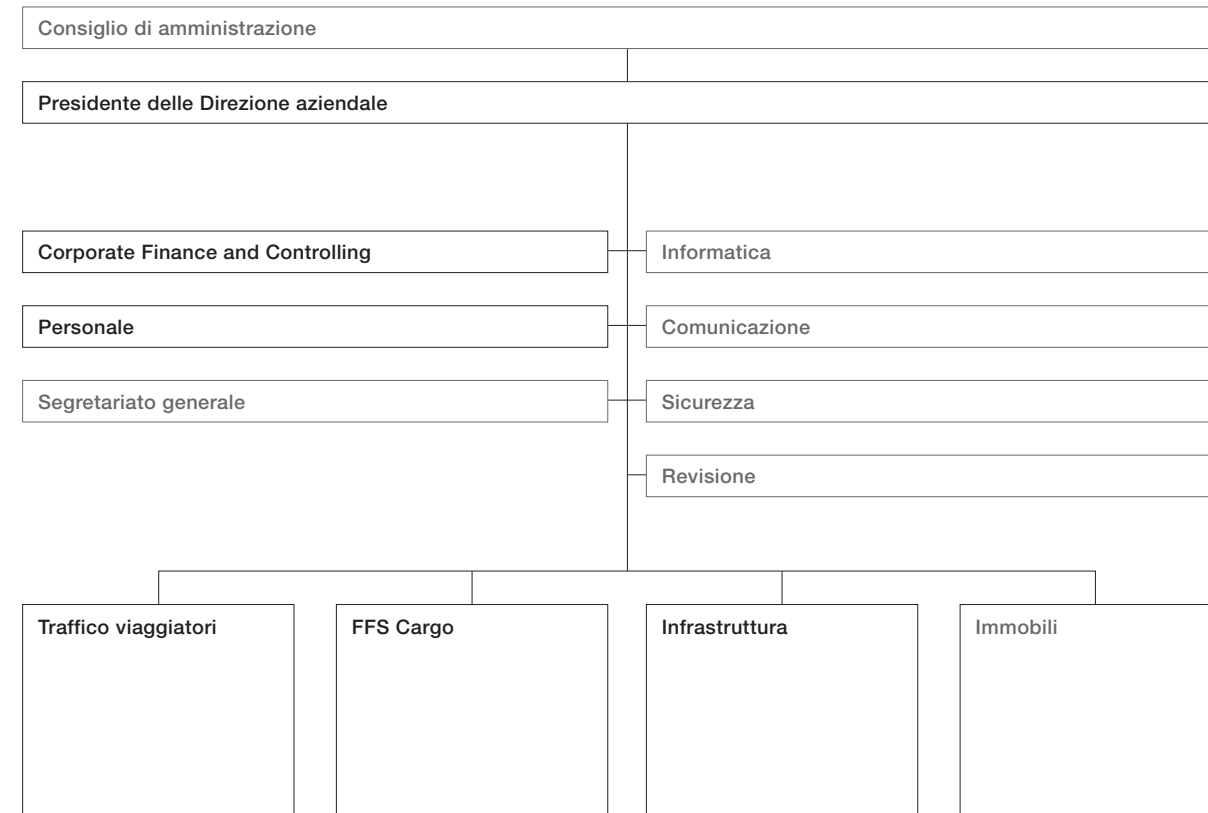 Consiglio di amministrazione
Presidente delle Direzione aziendale
Corporate Finance and Controlling
Informatica
Personale
Comunicazione
Segretariato generale
Sicurezza
Revisione
Traffico viaggiatori
FFS Cargo
Infrastruttura
Immobili